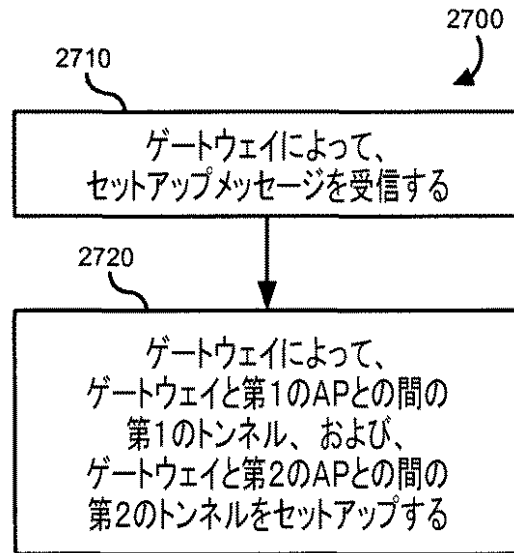 2700
2710
ゲートウェイによって、
セットアップメッセージを受信する
2720
ゲートウェイによって、
ゲートウェイと第1のAPとの間の
第1のトンネル、および、
ゲートウェイと第2のAPとの間の
第2のトンネルをセットアップする